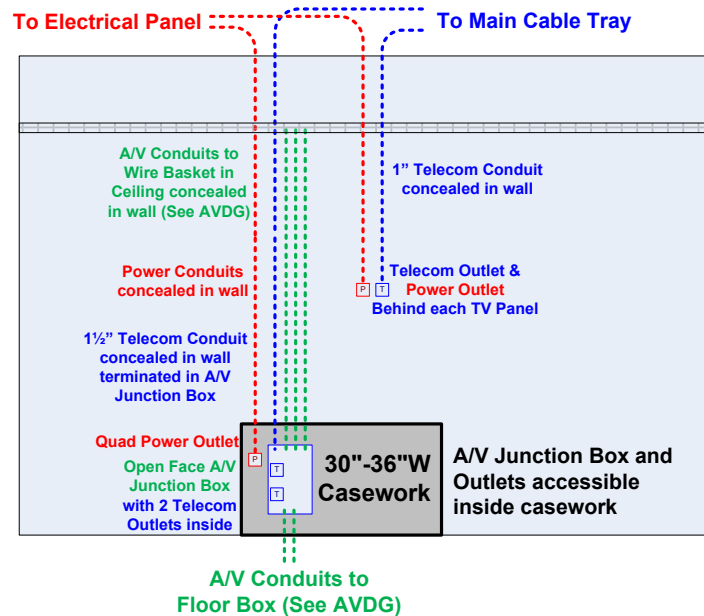 To Electrical Panel
To Main Cable Tray
A/V Conduits to
Wire Basket in
Ceiling concealed
in wall (See AVDG)
1” Telecom Conduit
concealed in wall
Power Conduits
concealed in wall
Telecom Outlet &
Power Outlet
Behind each TV Panel
P
T
1½” Telecom Conduit
concealed in wall
terminated in A/V
Junction Box
Quad Power Outlet
P
Open Face A/V
Junction Box
with 2 Telecom
Outlets inside
T
T
30"-36"W
Casework
A/V Junction Box and
Outlets accessible
inside casework
A/V Conduits to
Floor Box (See AVDG)